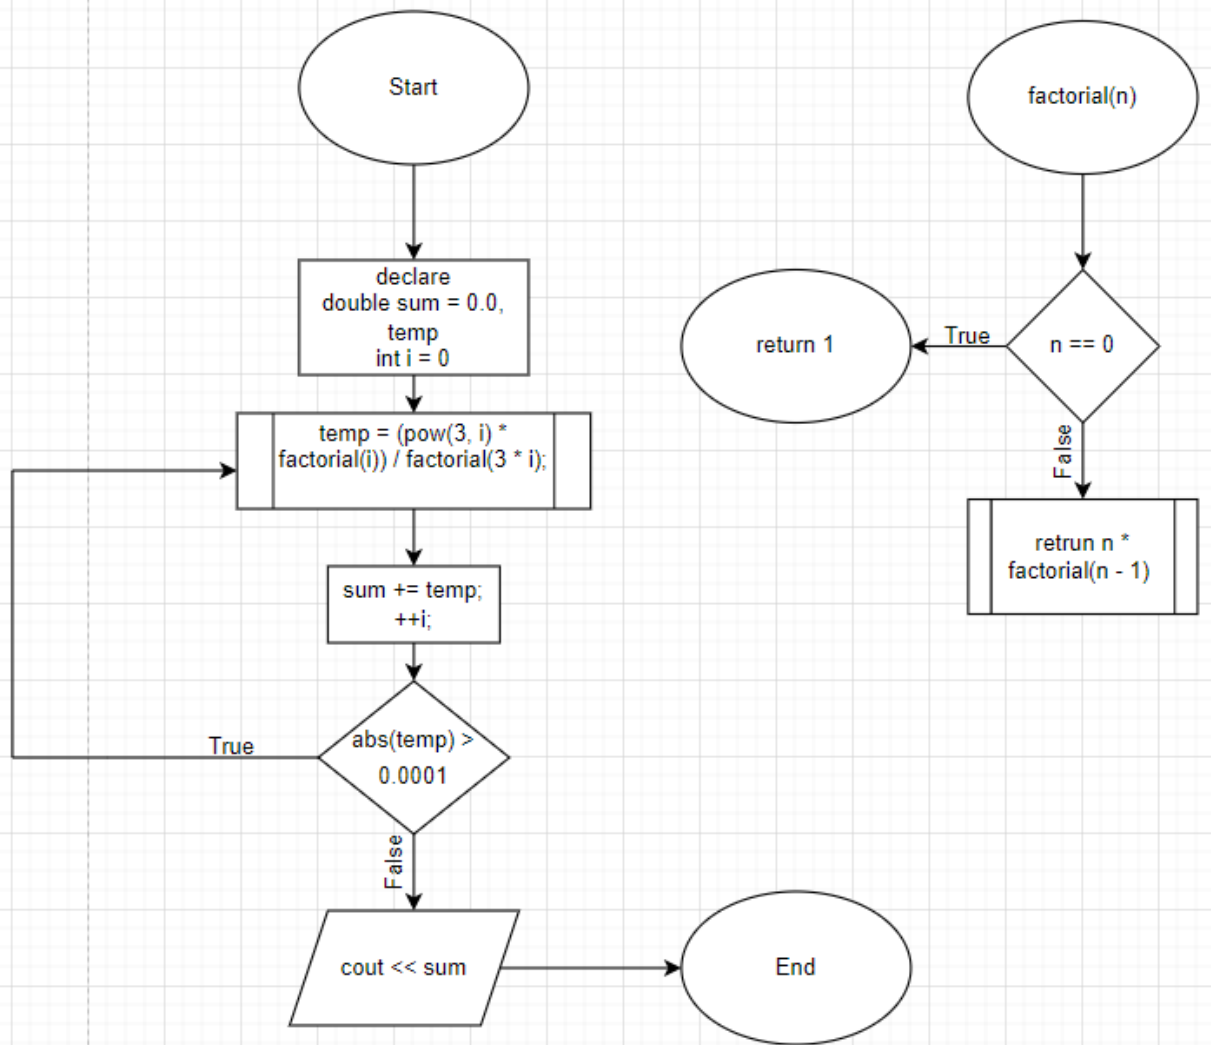 Start
declare
double sum = 0.0,
temp
int i = 0
temp = (pow(3, i) *
factorial(i)) / factorial(3 * i);
sum += temp;
++i;
abs(temp) >
0.0001
True
False
cout << sum
End
factorial(n)
n == 0
True
return 1
False
retrun n *
factorial(n - 1)